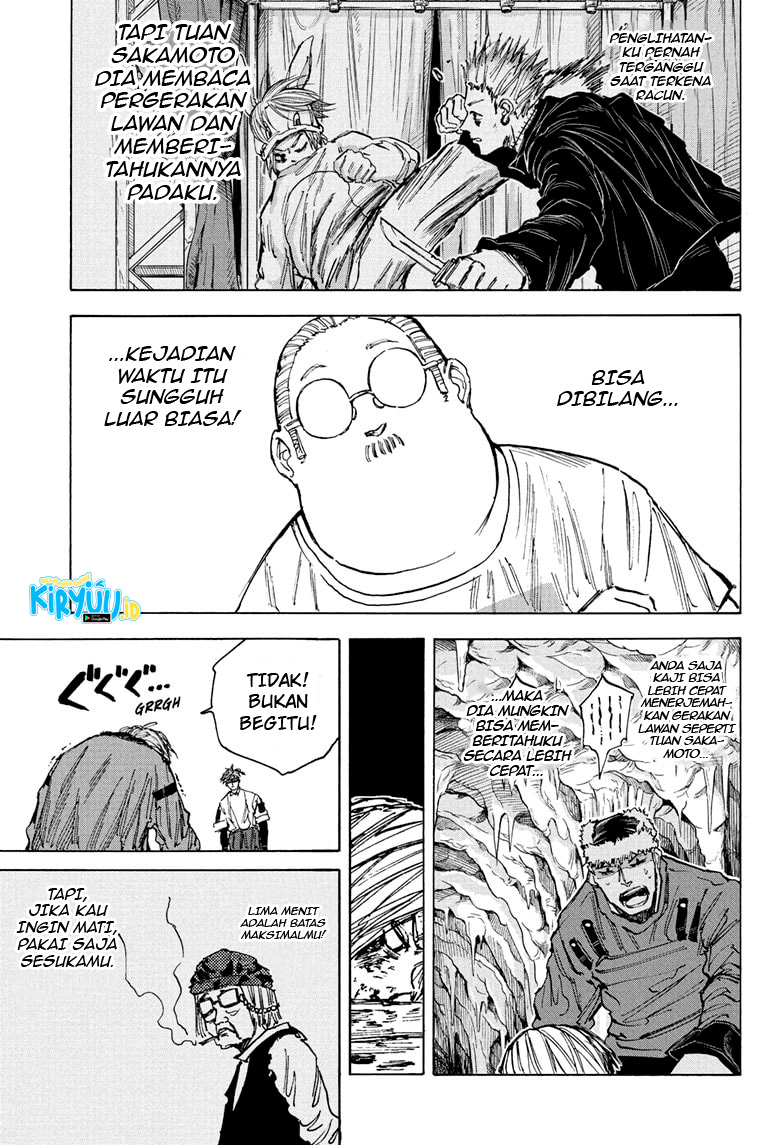 PENGLIHATAN-
KU PERNAH
TERGANGGU
SAAT TERKENA
RACUN.
TAPI TUAN
SAKAMOTO
DIA MEMBACA
PERGERAKAN
LAWAN DAN
MEMBERI-
TAHUKANNYA
PADAKU.
BISA
DIBILANG...
...KEJADIAN
WAKTU ITU
SUNGGUH
LUAR BIASA!
KIRYUU.ID
ANDA SAJA
KAJI BISA
LEBIH CEPAT
MENERJEMAH-
KAN GERAKAN
LAWAN SEPERTI
TUAN SAKA-
MOTO...
...MAKA
DIA MUNGKIN
BISA MEM-
BERITAHUKU
SECARA LEBIH
CEPAT...
TIDAK!
BUKAN
BEGITU!
ぐぐぐ...
GRRGH
LIMA MENIT
ADALAH BATAS
MAKSIMALMU!
TAPI,
JIKA KAU
INGIN MATI,
PAKAI SAJA
SESUKAMU.